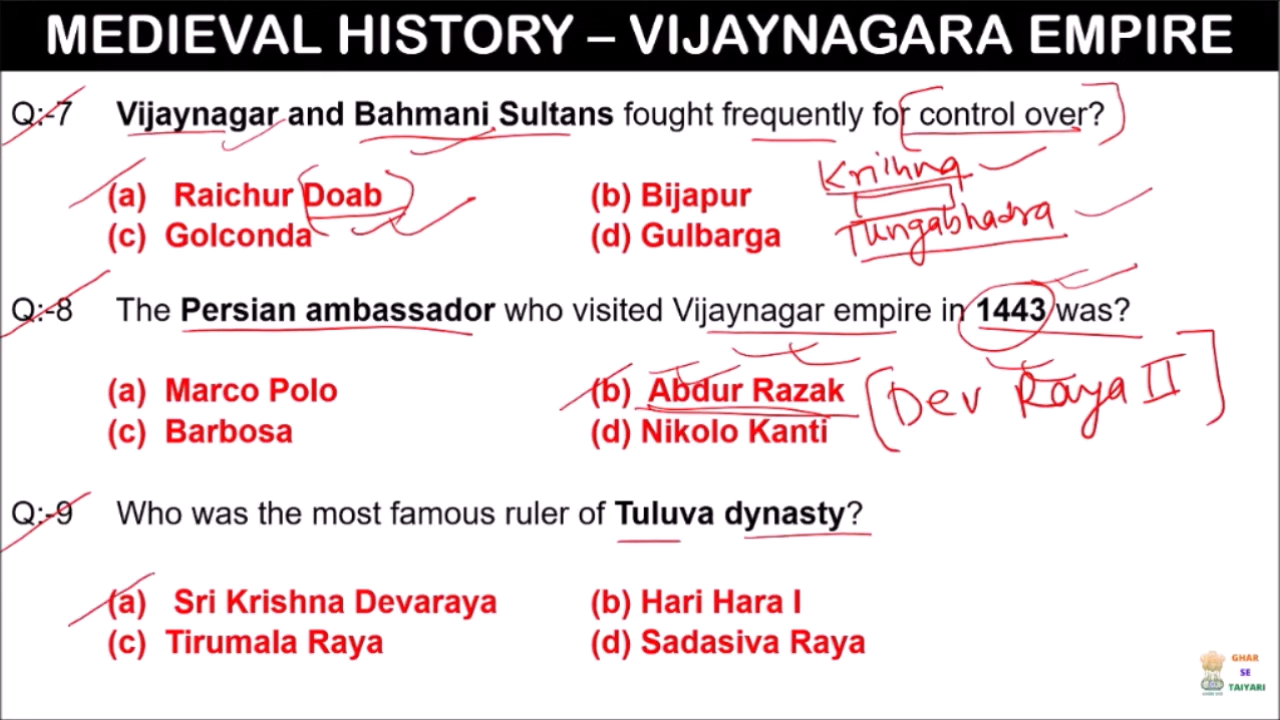 MEDIEVAL HISTORY – VIJAYNAGARA EMPIRE
Q:-7 Vijaynagar and Bahmani Sultans fought frequently for control over?
(a) Raichur Doab (b) Bijapur
Krishna
(c) Golconda (d) Gulbarga
Tungabhadra
Q:-8 The Persian ambassador who visited Vijaynagar empire in 1443 was?
(a) Marco Polo (b) Abdur Razak [Dev Raya II]
(c) Barbosa (d) Nikolo Kanti
Q:-9 Who was the most famous ruler of Tuluva dynasty?
(a) Sri Krishna Devaraya (b) Hari Hara I
(c) Tirumala Raya (d) Sadasiva Raya
GHAR
SE
TAIYARI